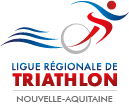 LIGUE RÉGIONALE DE
TRIATHLON
NOUVELLE-AQUITAINE